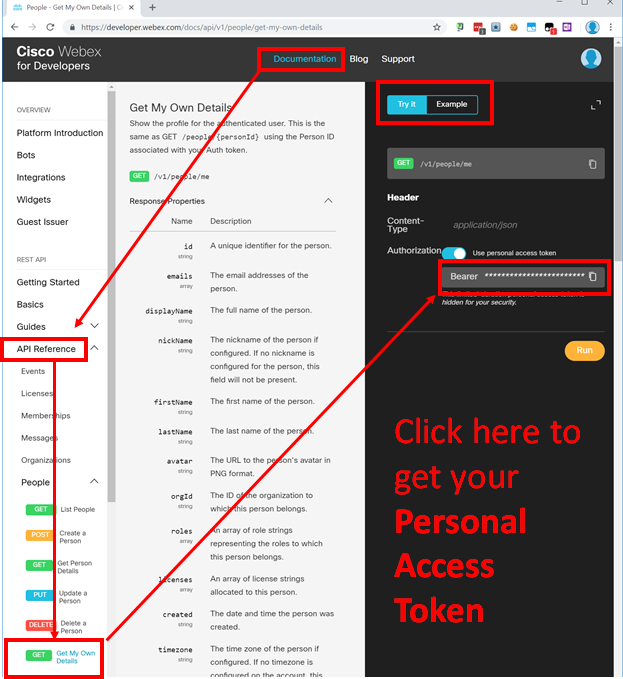 People - Get My Own Details
https://developer.webex.com/docs/api/v1/people/get-my-own-details
Cisco Webex
for Developers
Documentation
Blog
Support
OVERVIEW
Platform Introduction
Bots
Integrations
Widgets
Guest Issuer
REST API
Getting Started
Basics
Guides
API Reference
Events
Licenses
Memberships
Messages
Organizations
People
GET List People
POST Create a
Person
GET Get Person
Details
PUT Update a
Person
DELETE Delete a
Person
GET Get My Own
Details
Get My Own Details
Show the profile for the authenticated user. This is the
same as GET /people/{personId} using the Person ID
associated with your Auth token.
GET /v1/people/me
Response Properties
Name Description
id A unique identifier for the person.
string
emails The email addresses of the
array person.
displayName The full name of the person.
string
nickName The nickname of the person if
string configured. If no nickname is
configured for the person, this
field will not be present.
firstName The first name of the person.
string
lastName The last name of the person.
string
avatar The URL to the person's avatar in
string PNG format.
orgId The ID of the organization to
string which this person belongs.
roles An array of role strings
array representing the roles to which
this person belongs.
licenses An array of license strings
array allocated to this person.
created The date and time the person was
string created.
timezone The time zone of the person if
string configured. If no timezone is
configured on the account, this
Try it
Example
GET /v1/people/me
Header
Content-
Type
application/json
Authorization
Use personal access token
Bearer ************************
hidden for your security.
Run
Click here to
get your
Personal
Access
Token